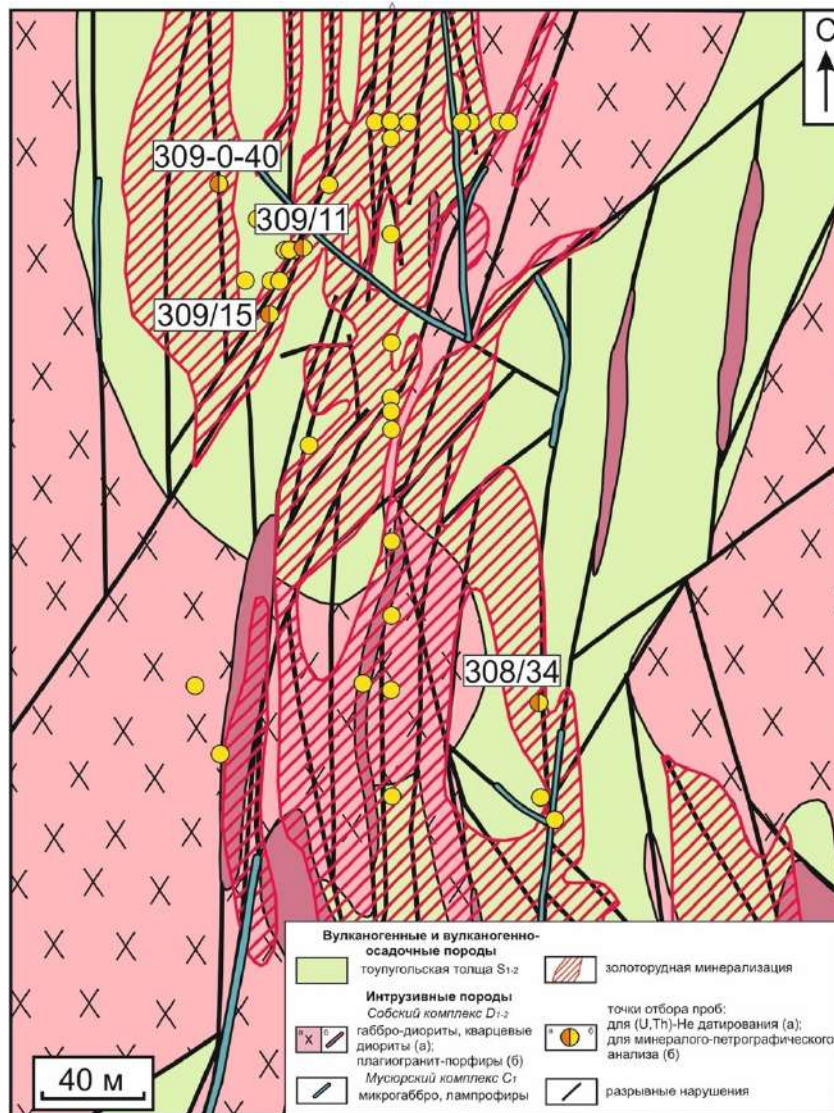 С
309-0-40
309/11
309/15
308/34
40 м
Вулканогенные и вулканогенно-
осадочные породы
тоупугольская толща S1-2
золоторудная минерализация
Интрузивные породы
Собский комплекс D1-2
а X б
габбро-диориты, кварцевые
диориты (а);
плагиогранит-порфиры (б)
а б
точки отбора проб:
для (U,Th)-He датирования (а);
для минералого-петрографического
анализа (б)
Мусюрский комплекс C1
микрогаббро, лампрофиры
разрывные нарушения